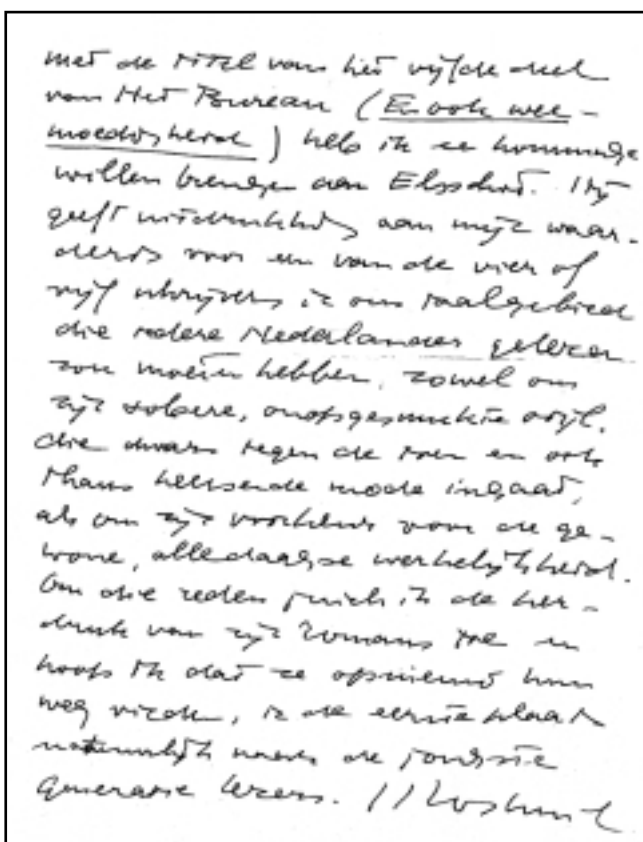 met de titel van het vijfde deel
van Het Bureau (En ook wee-
moedigheid) heb ik een hommage
willen brengen aan Elsschot. Hij
geeft uitdrukking aan mijn waar-
dering voor een van de vier of
vijf schrijvers in ons taalgebied
die iedere Nederlander gelezen
zou moeten hebben, zowel om
zijn sobere, onopgesmukte stijl,
die dwars tegen de toen en ook
thans heersende mode ingaat,
als om zijn voorkeur voor de ge-
wone, alledaagse werkelijkheid.
Om die reden juich ik de her-
druk van zijn romans toe en
hoop ik dat ze opnieuw hun
weg vinden, in de eerste plaats
natuurlijk naar de jongste
generatie lezers. JJ Voskuil